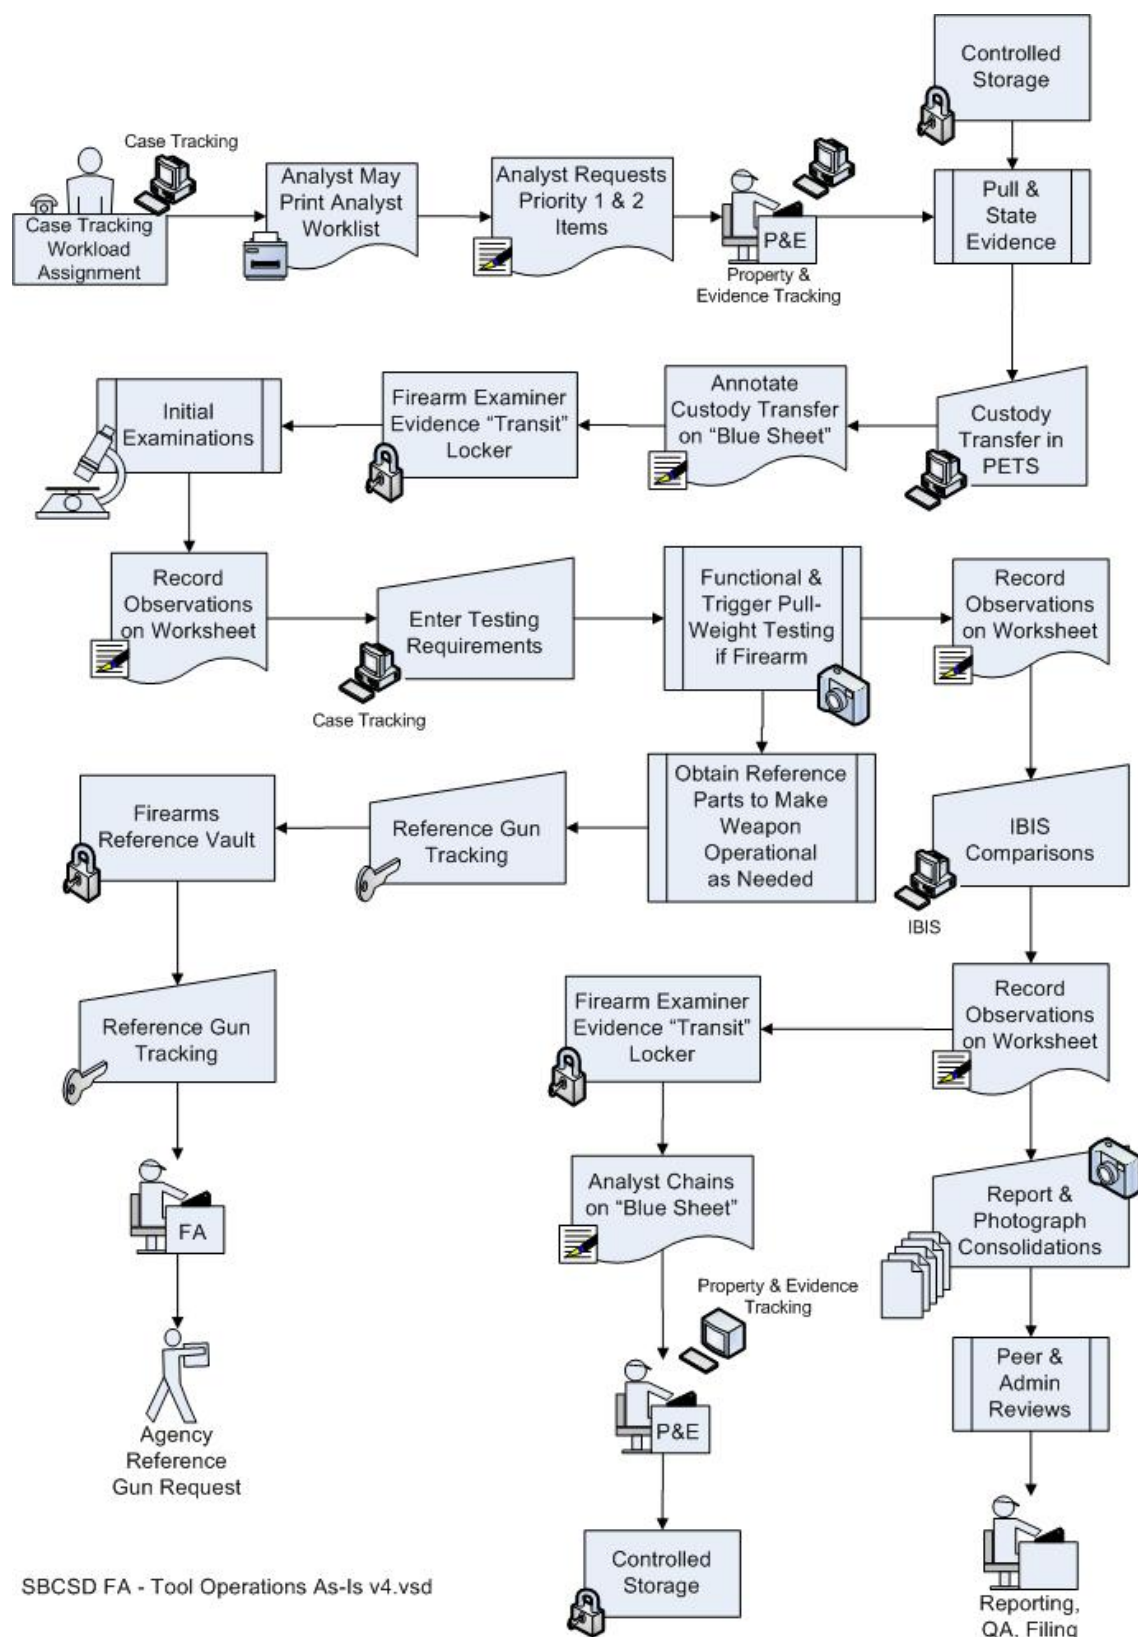 Controlled
Storage
Case Tracking
Case Tracking
Workload
Assignment
Analyst May
Print Analyst
Worklist
Analyst Requests
Priority 1 & 2
Items
P&E
Property &
Evidence Tracking
Pull &
State
Evidence
Initial
Examinations
Firearm Examiner
Evidence “Transit”
Locker
Annotate
Custody Transfer
on “Blue Sheet”
Custody
Transfer in
PETS
Record
Observations
on Worksheet
Enter Testing
Requirements
Case Tracking
Functional &
Trigger Pull-
Weight Testing
if Firearm
Record
Observations
on Worksheet
Firearms
Reference Vault
Reference Gun
Tracking
Obtain Reference
Parts to Make
Weapon
Operational
as Needed
IBIS
Comparisons
IBIS
Reference Gun
Tracking
Firearm Examiner
Evidence “Transit”
Locker
Record
Observations
on Worksheet
FA
Analyst Chains
on “Blue Sheet”
Report &
Photograph
Consolidations
Property & Evidence
Tracking
Agency
Reference
Gun Request
P&E
Peer &
Admin
Reviews
Controlled
Storage
Reporting,
QA, Filing
SBCSD FA - Tool Operations As-Is v4.vsd